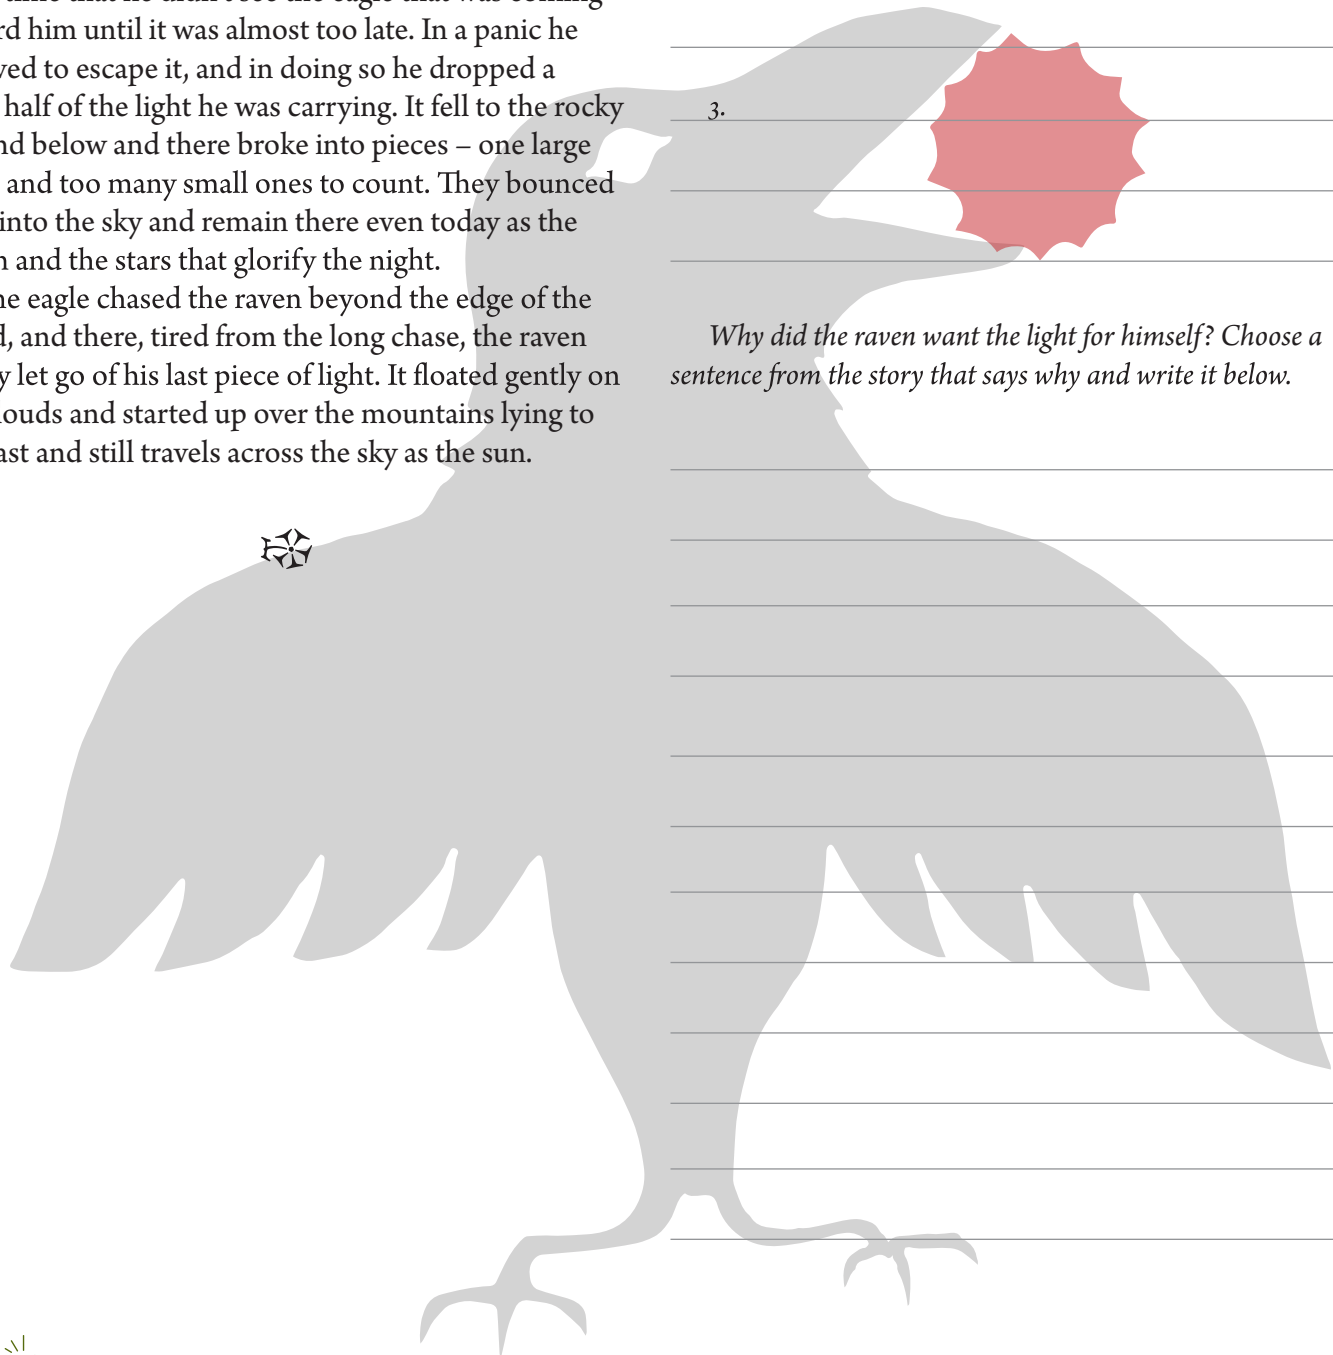 him until it was almost too late. In a panic he
to escape it, and in doing so he dropped a
half of the light he was carrying. It fell to the rocky
below and there broke into pieces – one large
and too many small ones to count. They bounced
into the sky and remain there even today as the
and the stars that glorify the night.
eagle chased the raven beyond the edge of the
and there, tired from the long chase, the raven
let go of his last piece of light. It floated gently on
and started up over the mountains lying to
and still travels across the sky as the sun.
3.
Why did the raven want the light for himself? Choose a
sentence from the story that says why and write it below.